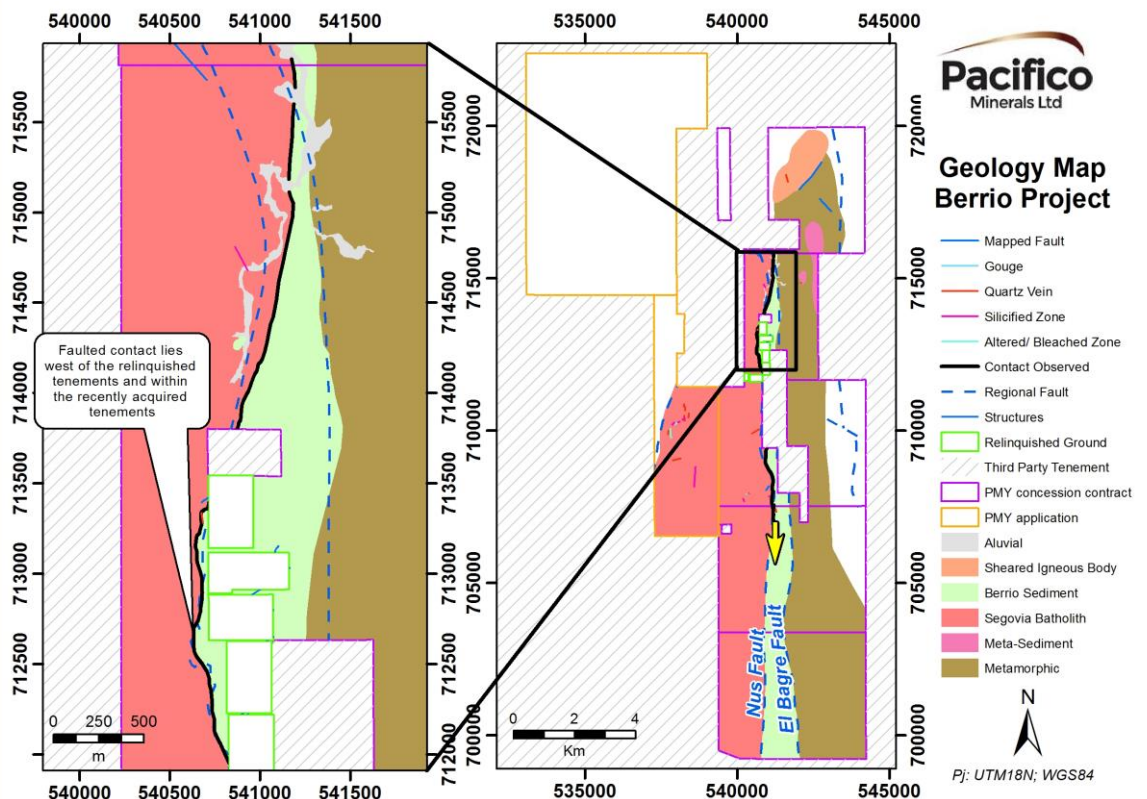 540000 540500 541000 541500
535000 540000 545000
715500
715000
714500
714000
713500
713000
712500
712000
720000
715000
710000
705000
700000
Faulted contact lies
west of the relinquished
tenements and within
the recently acquired
tenements
0 250 500
m
540000 540500 541000 541500
Nus Fault
El Bagre Fault
0 2 4
Km
535000 540000 545000
Pacifico
Minerals Ltd
Geology Map
Berrio Project
Mapped Fault
Gouge
Quartz Vein
Silicified Zone
Altered/ Bleached Zone
Contact Observed
Regional Fault
Structures
Relinquished Ground
Third Party Tenement
PMY concession contract
PMY application
Aluvial
Sheared Igneous Body
Berrio Sediment
Segovia Batholith
Meta-Sediment
Metamorphic
N
Pj: UTM18N; WGS84